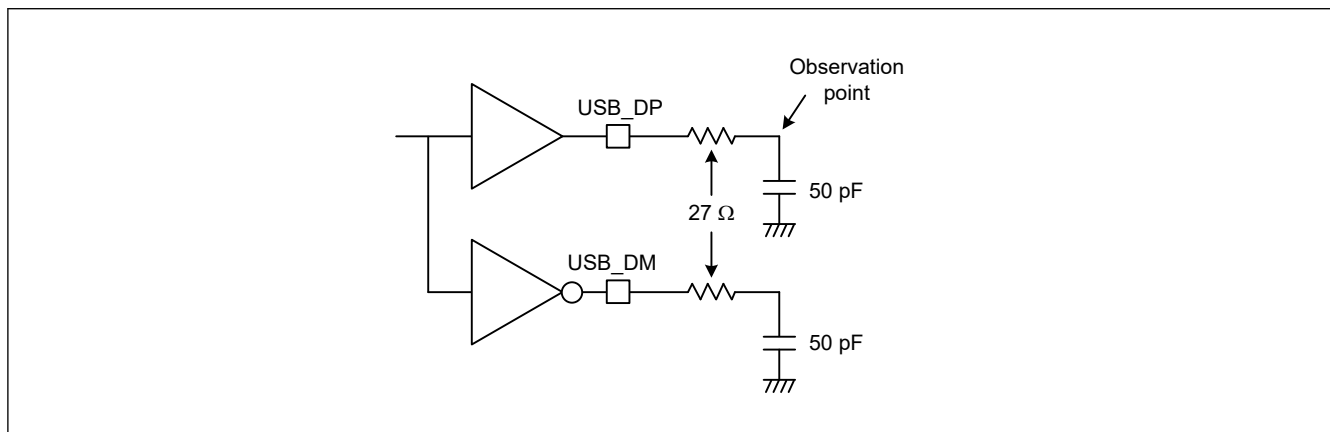 Observation
point
USB_DP
50 pF
27 Ω
USB_DM
50 pF